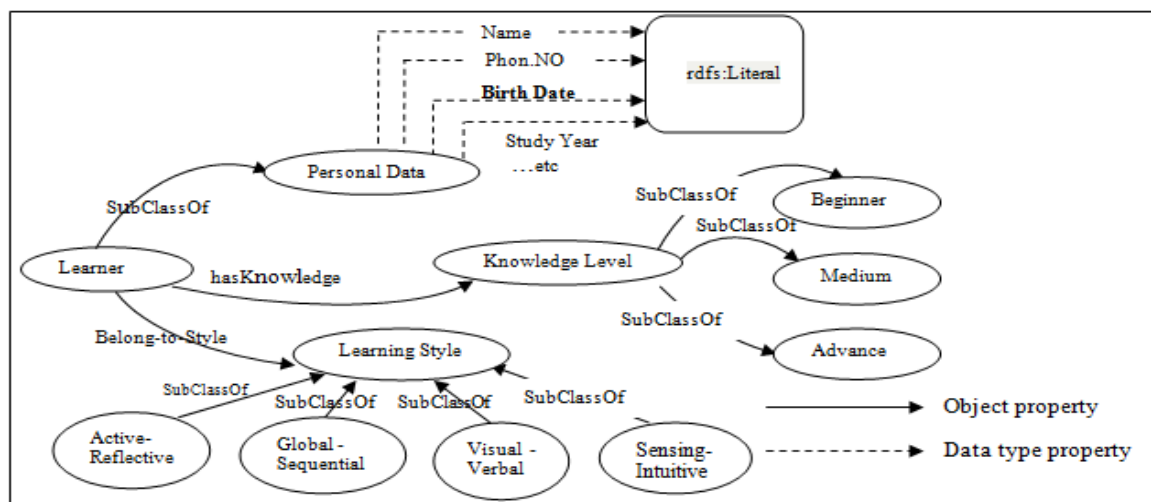 Name
Phon.NO
rdfs:Literal
Birth Date
Study Year
...etc
Personal Data
SubClassOf
SubClassOf
Beginner
SubClassOf
Learner
Knowledge Level
hasKnowledge
Medium
SubClassOf
Belong-to-Style
Learning Style
Advance
SubClassOf
SubClassOf
SubClassOf
SubClassOf
Object property
Active-
Reflective
Global -
Sequential
Visual -
Verbal
Sensing-
Intuitive
Data type property